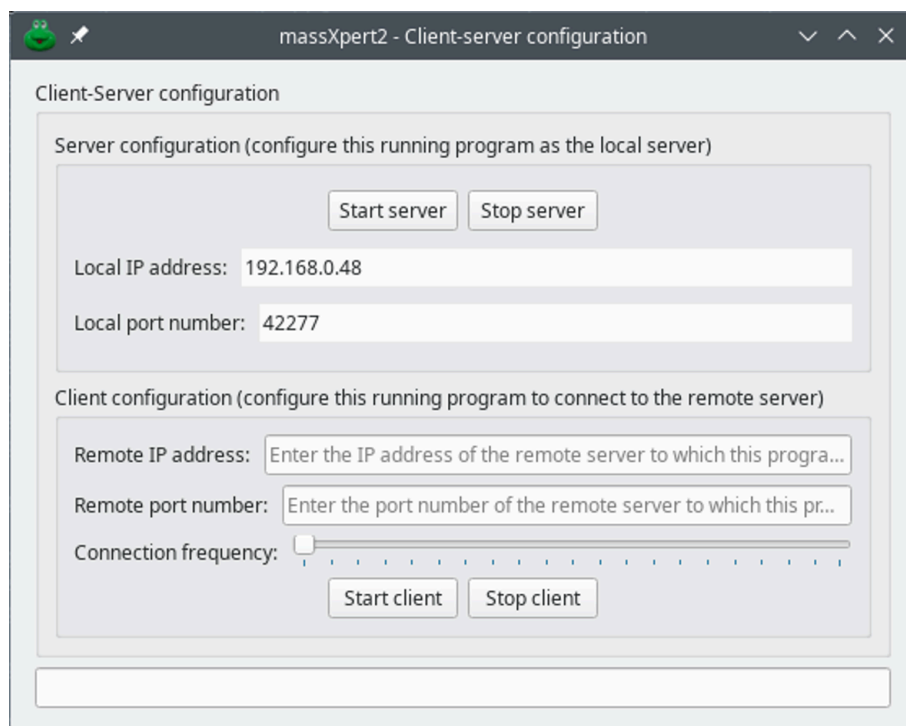 massXpert2 - Client-server configuration
Client-Server configuration
Server configuration (configure this running program as the local server)
Start server Stop server
Local IP address: 192.168.0.48
Local port number: 42277
Client configuration (configure this running program to connect to the remote server)
Remote IP address: Enter the IP address of the remote server to which this progra...
Remote port number: Enter the port number of the remote server to which this pr...
Connection frequency:
Start client Stop client